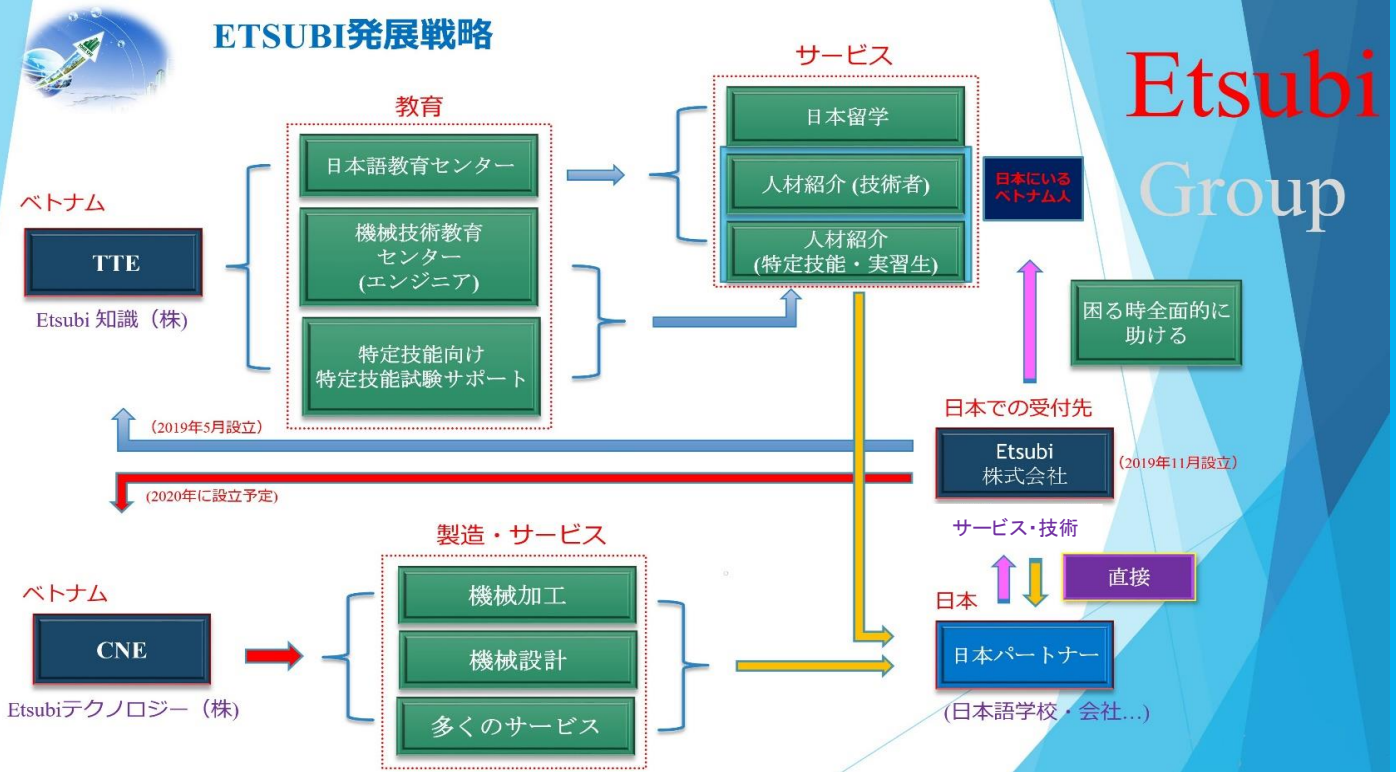 ETSUBI発展戦略
Etsubi
Group
サービス
日本留学
人材紹介 (技術者)
人材紹介
(特定技能・実習生)
日本にいる
ベトナム人
教育
日本語教育センター
機械技術教育
センター
(エンジニア)
特定技能向け
特定技能試験サポート
ベトナム
TTE
Etsubi 知識（株)
困る時全面的に
助ける
(2019年5月設立)
日本での受付先
Etsubi
株式会社
(2019年11月設立)
サービス・技術
(2020年に設立予定)
製造・サービス
機械加工
機械設計
多くのサービス
ベトナム
CNE
Etsubiテクノロジー（株)
直接
日本
日本パートナー
(日本語学校・会社...)